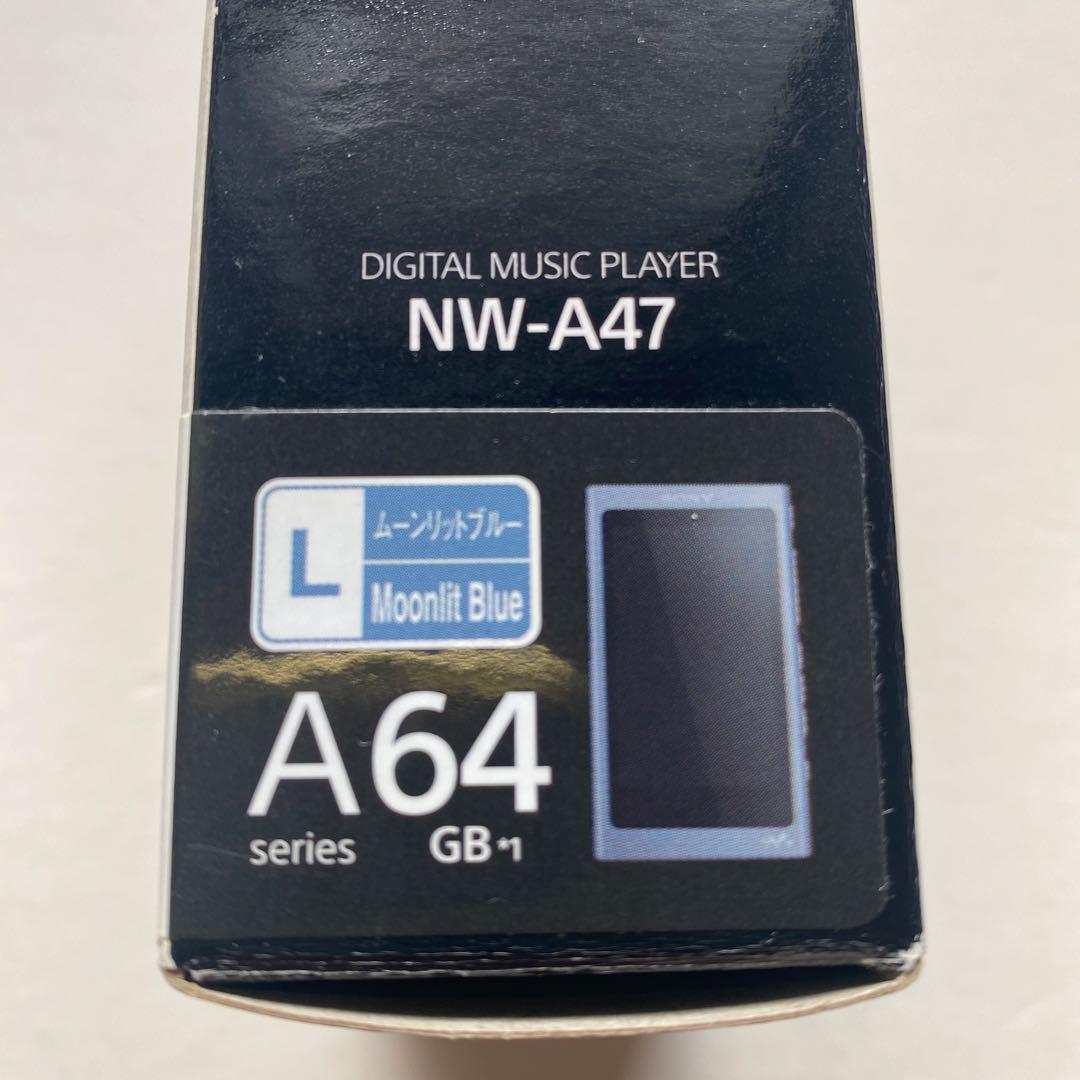 DIGITAL MUSIC PLAYER
NW-A47
L
ムーンリットブルー
Moonlit Blue
SONY
A 64
series GB *1